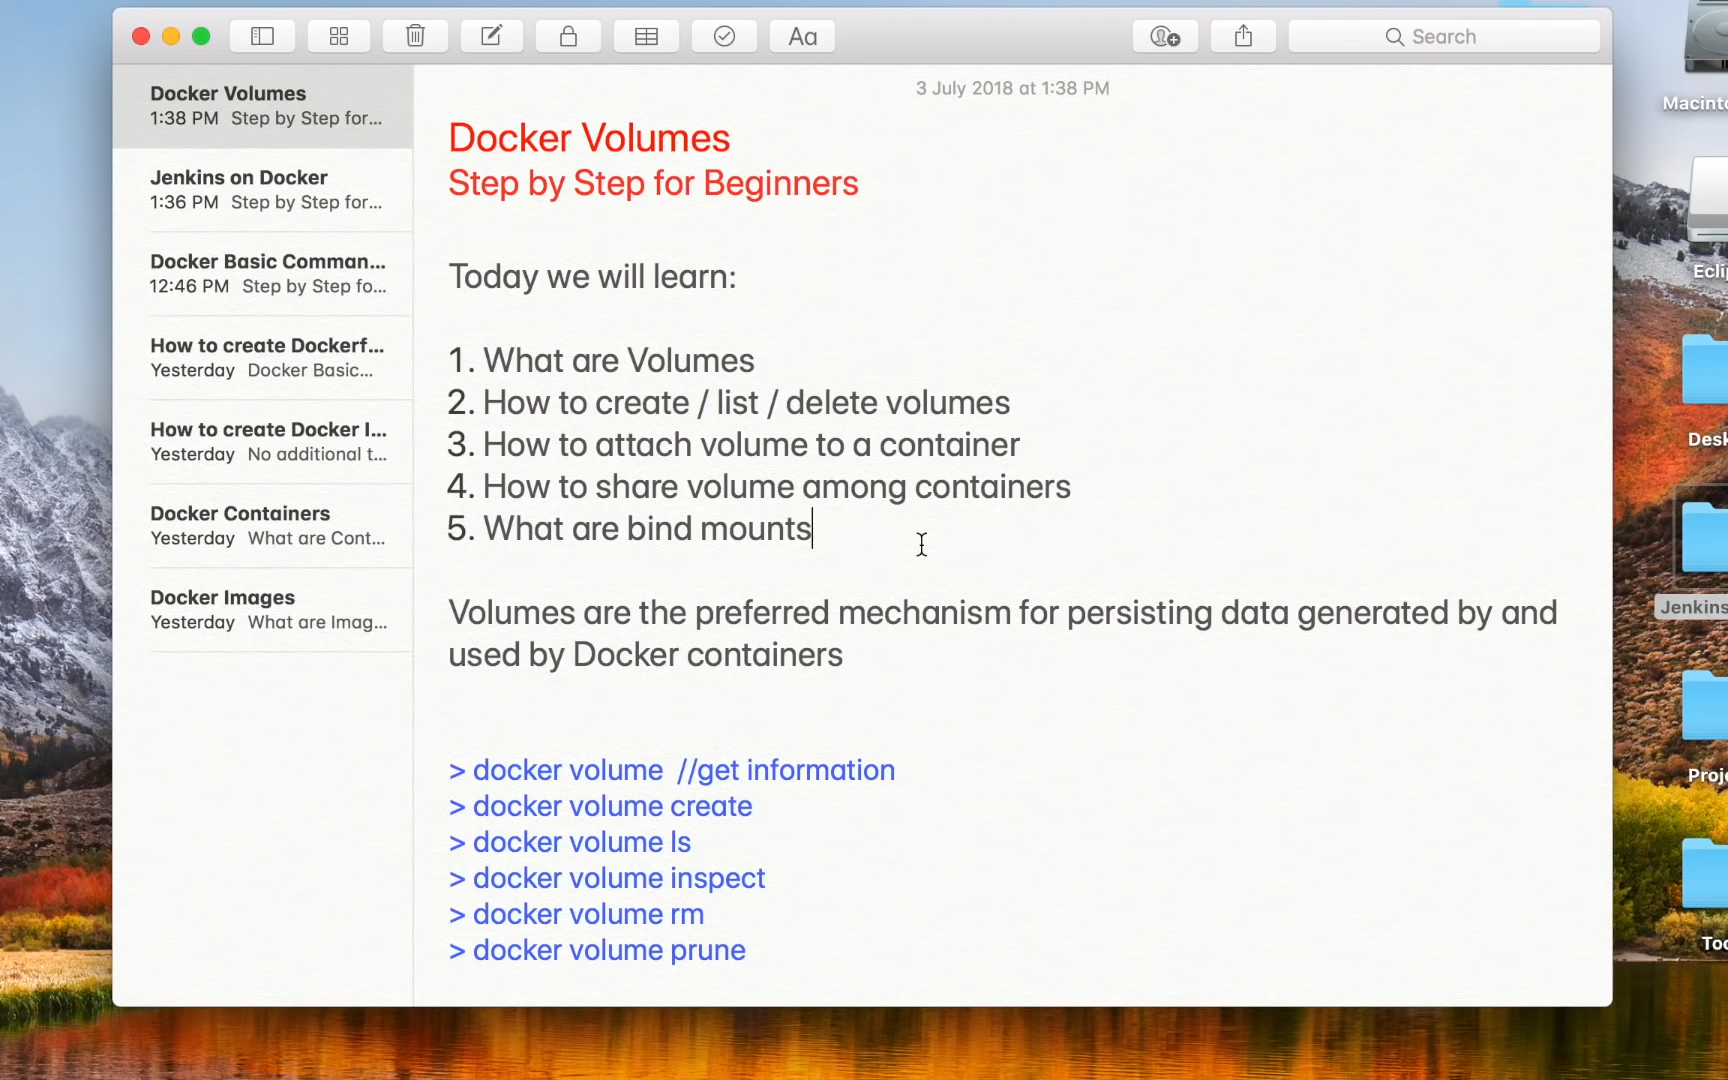 Search
Docker Volumes
1:38 PM Step by Step for...
Jenkins on Docker
1:36 PM Step by Step for...
Docker Basic Comman...
12:46 PM Step by Step fo...
How to create Dockerf...
Yesterday Docker Basic...
How to create Docker I...
Yesterday No additional t...
Docker Containers
Yesterday What are Cont...
Docker Images
Yesterday What are Imag...
3 July 2018 at 1:38 PM
Docker Volumes
Step by Step for Beginners
Today we will learn:
1. What are Volumes
2. How to create / list / delete volumes
3. How to attach volume to a container
4. How to share volume among containers
5. What are bind mounts
Volumes are the preferred mechanism for persisting data generated by and
used by Docker containers
> docker volume //get information
> docker volume create
> docker volume ls
> docker volume inspect
> docker volume rm
> docker volume prune
Aa
Jenkins